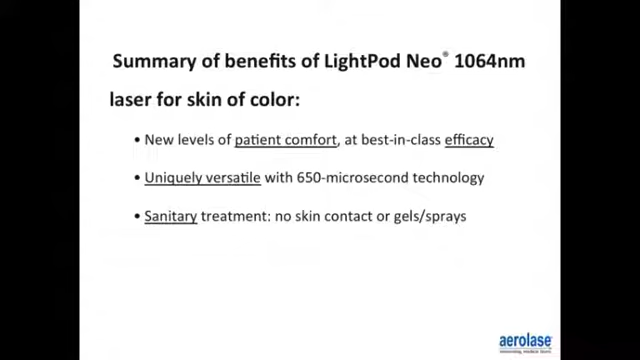 Summary of benefits of LightPod Neo® 1064nm
laser for skin of color:
• New levels of patient comfort, at best-in-class efficacy
• Uniquely versatile with 650-microsecond technology
• Sanitary treatment: no skin contact or gels/sprays
aerolase